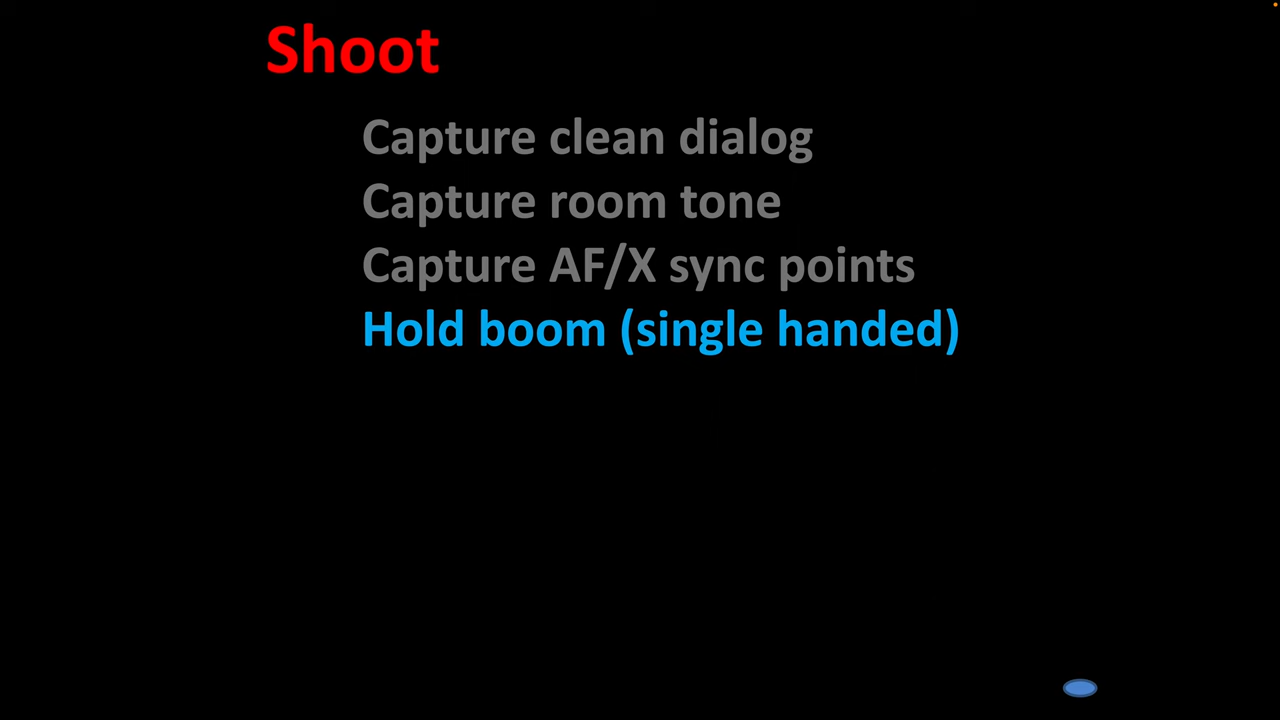 Shoot
Capture clean dialog
Capture room tone
Capture AF/X sync points
Hold boom (single handed)